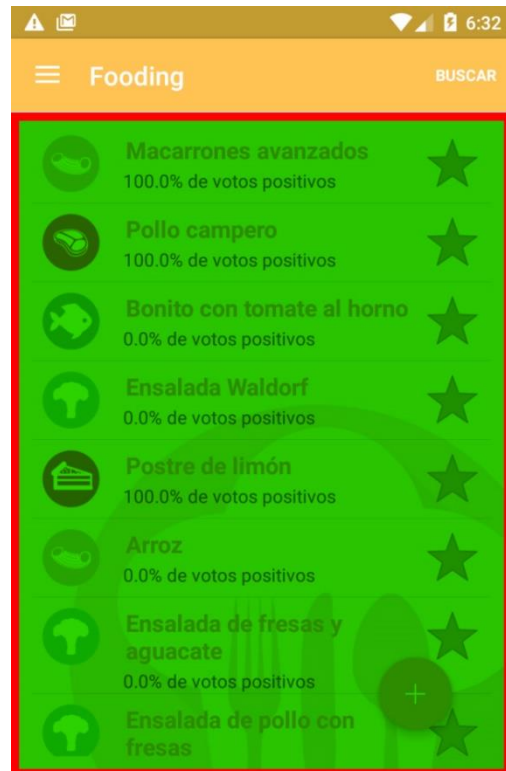 6:32
Fooding
BUSCAR
Macarrones avanzados
100.0% de votos positivos
Pollo campero
100.0% de votos positivos
Bonito con tomate al horno
0.0% de votos positivos
Ensalada Waldorf
0.0% de votos positivos
Postre de limón
100.0% de votos positivos
Arroz
0.0% de votos positivos
Ensalada de fresas y
aguacate
0.0% de votos positivos
Ensalada de pollo con
fresas